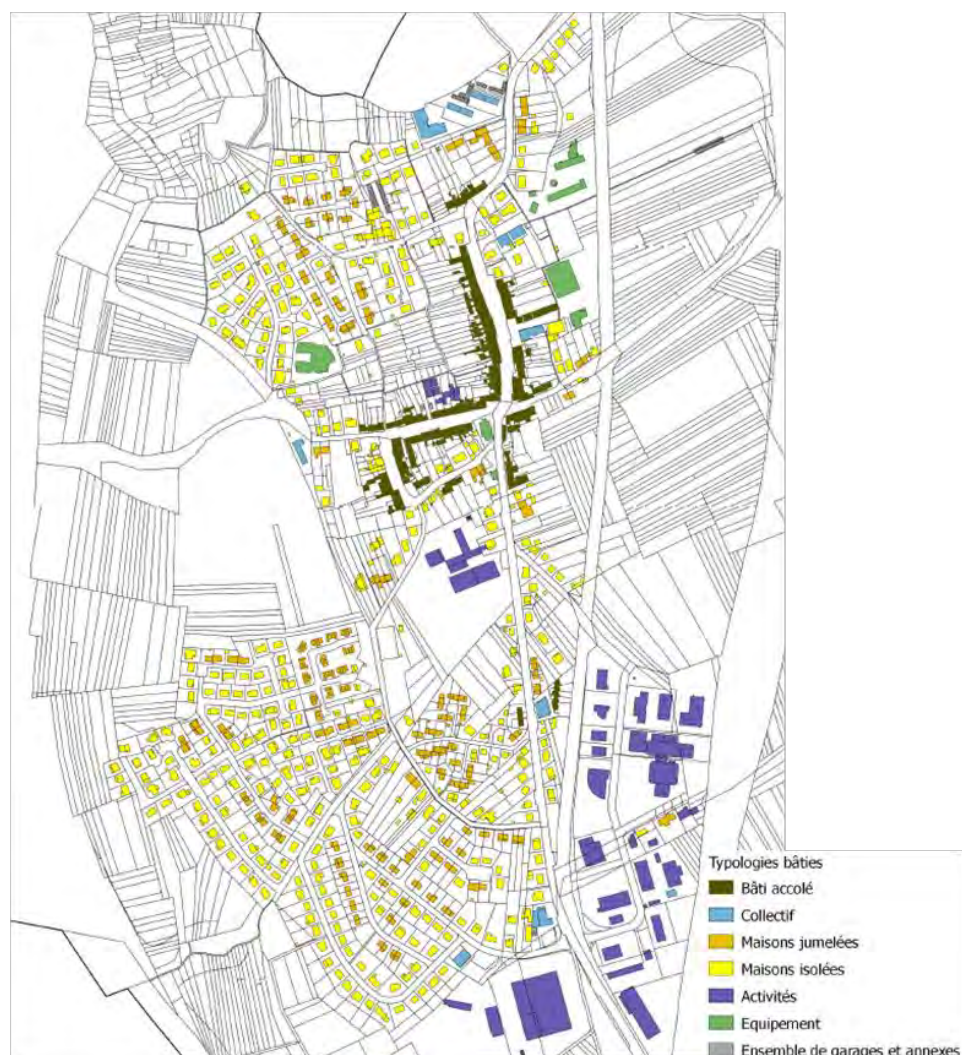 Typologies bâties
Bâti accolé
Collectif
Maisons jumelées
Maisons isolées
Activités
Equipement
Ensemble de garages et annexes